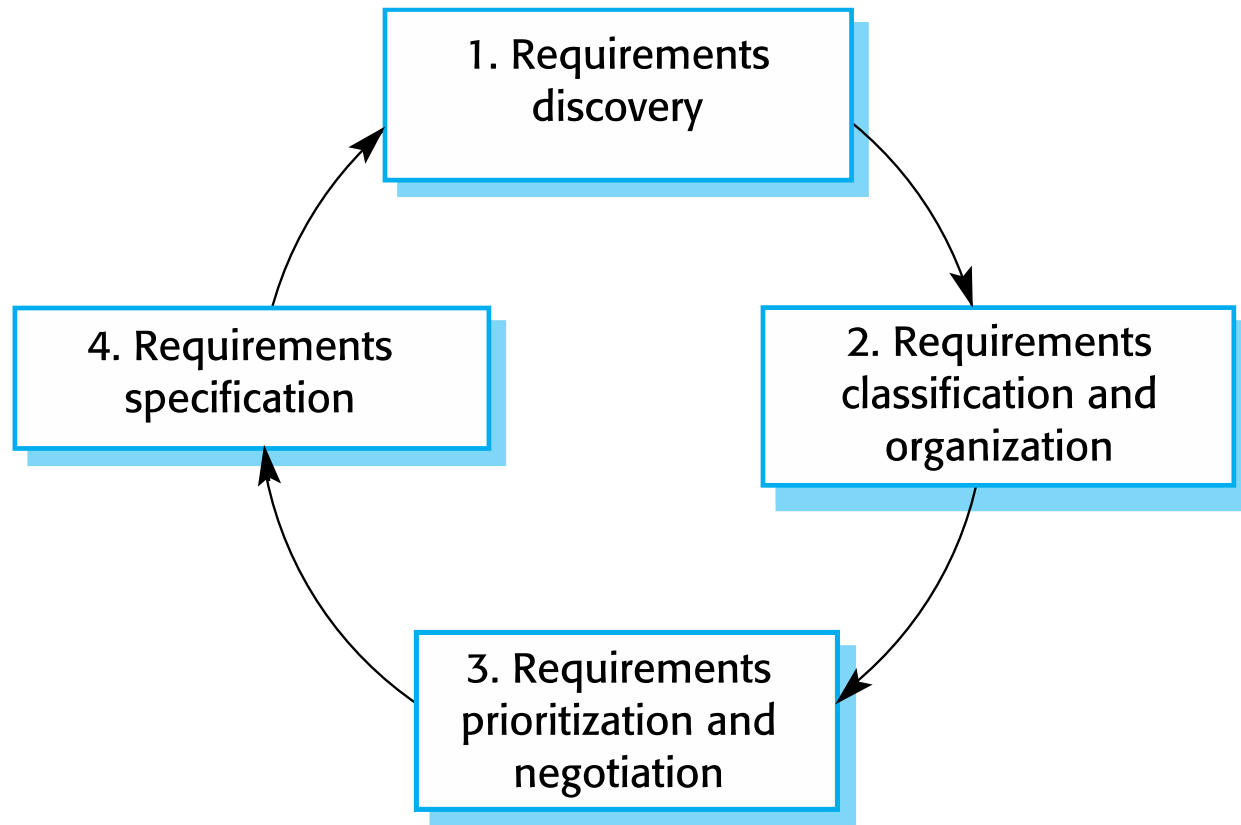 1. Requirements
discovery
2. Requirements
classification and
organization
3. Requirements
prioritization and
negotiation
4. Requirements
specification